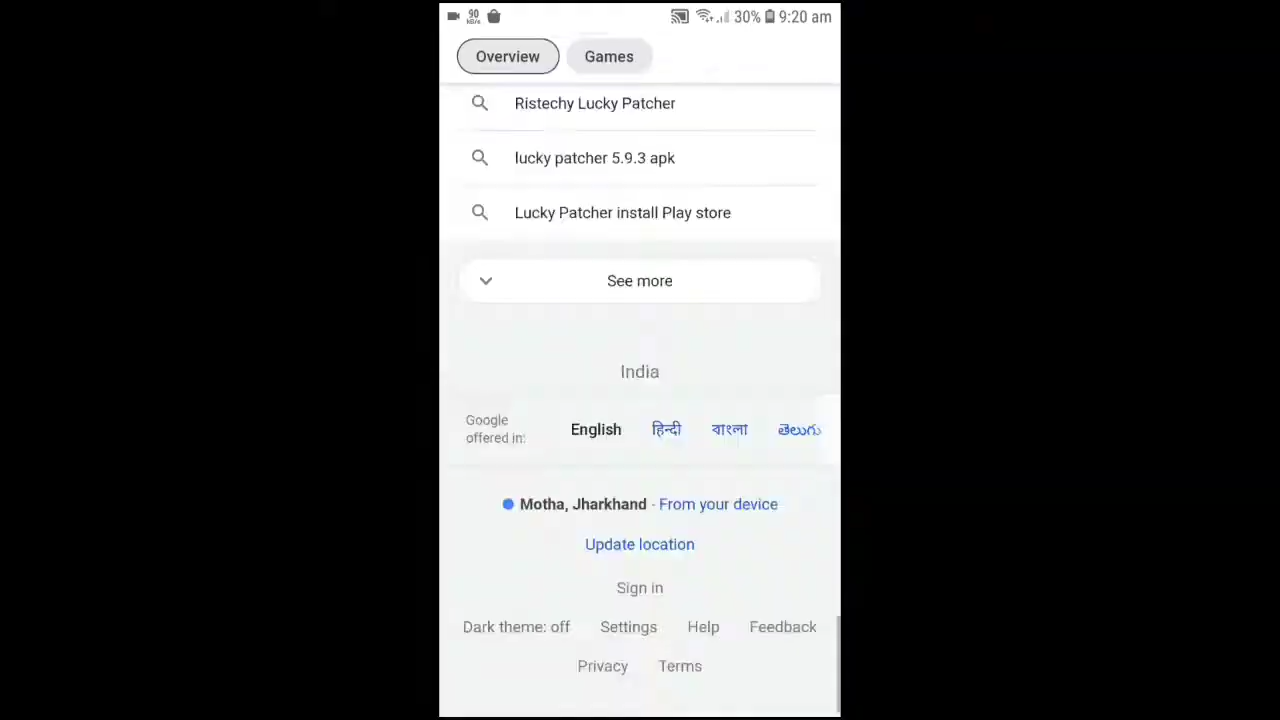 90
KB/s
30% 9:20 am
Overview Games
Ristechy Lucky Patcher
lucky patcher 5.9.3 apk
Lucky Patcher install Play store
See more
India
Google
offered in:
English हिन्दी বাংলা తెలుగు
Motha, Jharkhand - From your device
Update location
Sign in
Dark theme: off Settings Help Feedback
Privacy Terms